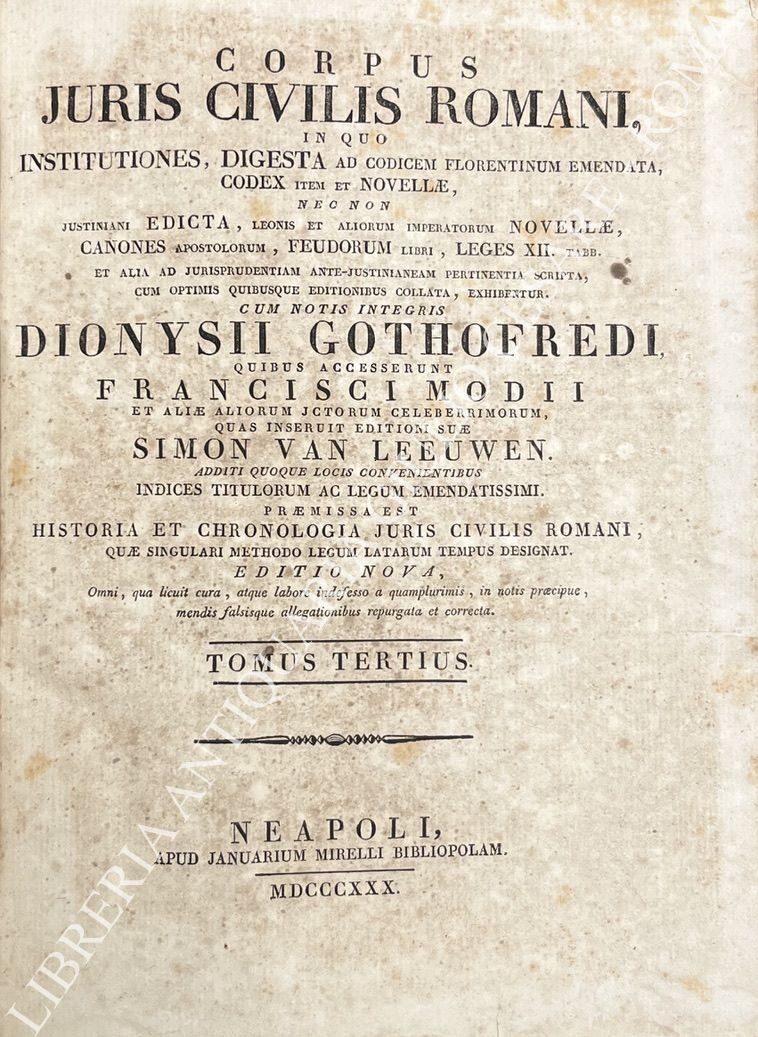 CORPUS
JURIS CIVILIS ROMANI,
IN QUO
INSTITUTIONES, DIGESTA AD CODICEM FLORENTINUM EMENDATA,
CODEX ITEM ET NOVELLÆ,
NEC NON
JUSTINIANI EDICTA, LEONIS ET ALIORUM IMPERATORUM NOVELLÆ,
CANONES APOSTOLORUM, FEUDORUM LIBRI, LEGES XII. TABB.
ET ALIA AD JURISPRUDENTIAM ANTE-JUSTINIANEAM PERTINENTIA SCRIPTA,
CUM OPTIMIS QUIBUSQUE EDITIONIBUS COLLATA, EXHIBENTUR.
CUM NOTIS INTEGRIS
DIONYSII GOTHOFREDI,
QUIBUS ACCESSERUNT
FRANCISCI MODII
ET ALIÆ ALIORUM JCTORUM CELEBERRIMORUM,
QUAS INSERUIT EDITIONI SUÆ
SIMON VAN LEEUWEN.
ADDITI QUOQUE LOCIS CONVENIENTIBUS
INDICES TITULORUM AC LEGUM EMENDATISSIMI.
PRÆMISSA EST
HISTORIA ET CHRONOLOGIA JURIS CIVILIS ROMANI,
QUÆ SINGULARI METHODO LEGUM LATARUM TEMPUS DESIGNAT.
EDITIO NOVA,
Omni, qua licuit cura, atque labore indefesso a quamplurimis, in notis præcipue,
mendis falsisque allegationibus repurgata et correcta.
TOMUS TERTIUS.
NEAPOLI,
APUD JANUARIUM MIRELLI BIBLIOPOLAM.
MDCCCXXX.
LIBRERIA ANTIQUARIA
ROMA